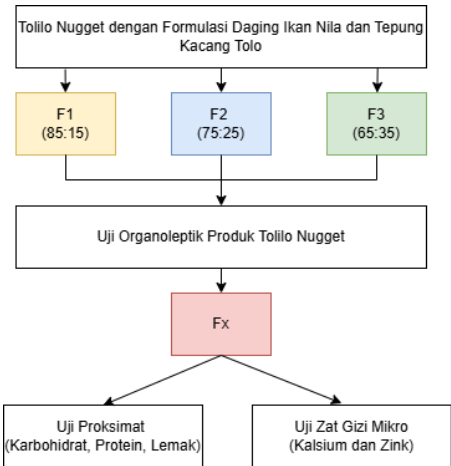 Tolilo Nugget dengan Formulasi Daging Ikan Nila dan Tepung
Kacang Tolo
F1
(85:15)
F2
(75:25)
F3
(65:35)
Uji Organoleptik Produk Tolilo Nugget
Fx
Uji Proksimat
(Karbohidrat, Protein, Lemak)
Uji Zat Gizi Mikro
(Kalsium dan Zink)